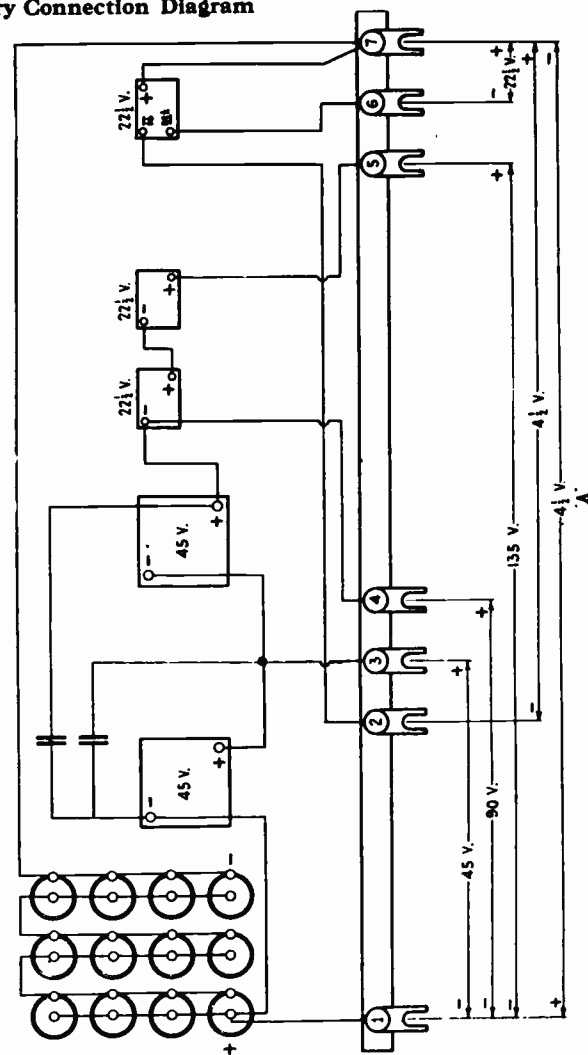 ry Connection Diagram
22½ V.
+
22½ V.
-
+
22½ V.
-
+
45 V.
-
+
45 V.
-
+
-
+
7
6
5
4
3
2
1
+
22½ V.
-
+
4½ V.
-
-
4½ V.
"A"
+
+
135 V.
-
+
90 V.
-
+
45 V.
-